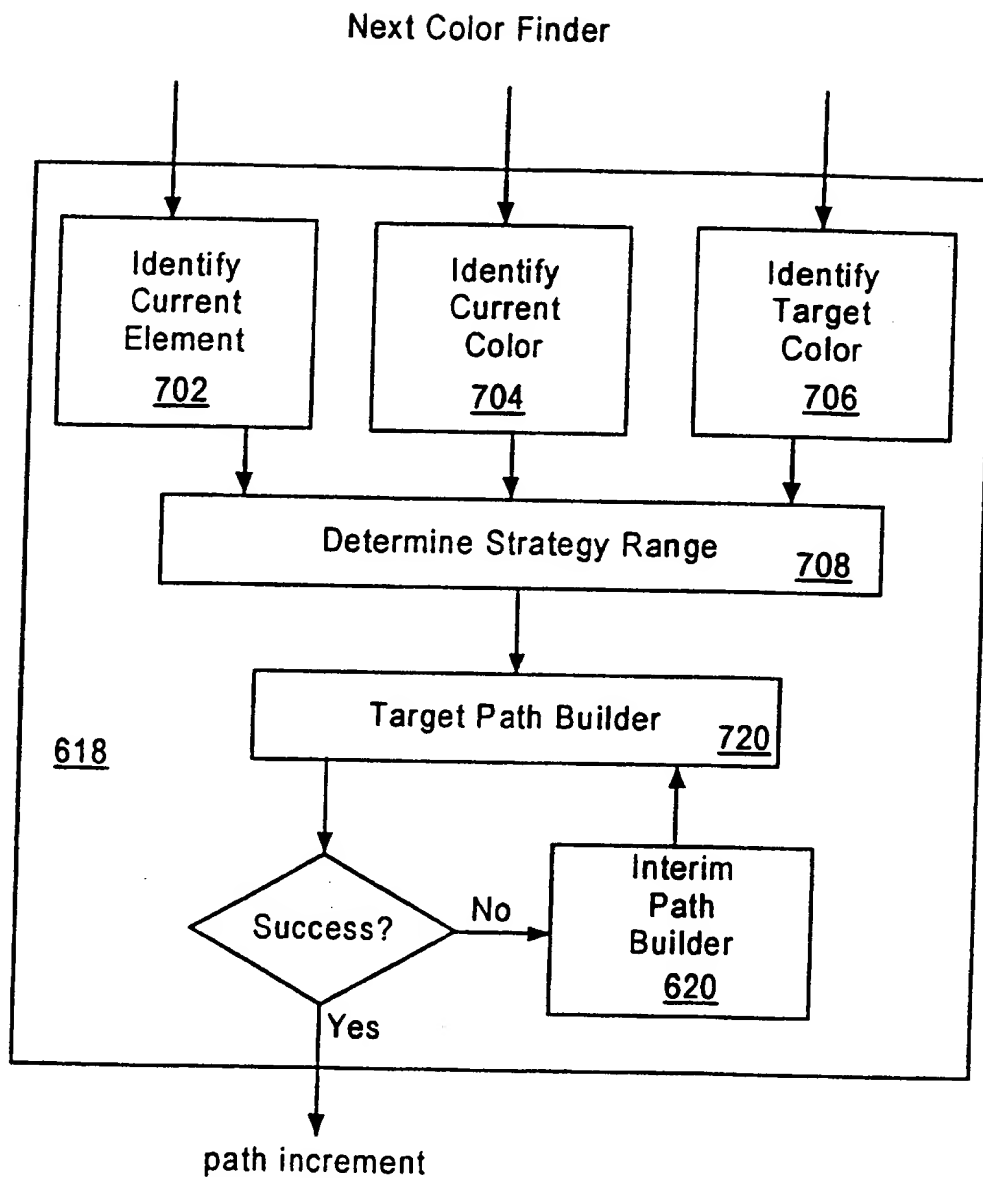 Next Color Finder
Identify
Current
Element
702
Identify
Current
Color
704
Identify
Target
Color
706
Determine Strategy Range
708
Target Path Builder
720
618
Success?
No
Interim
Path
Builder
620
Yes
path increment